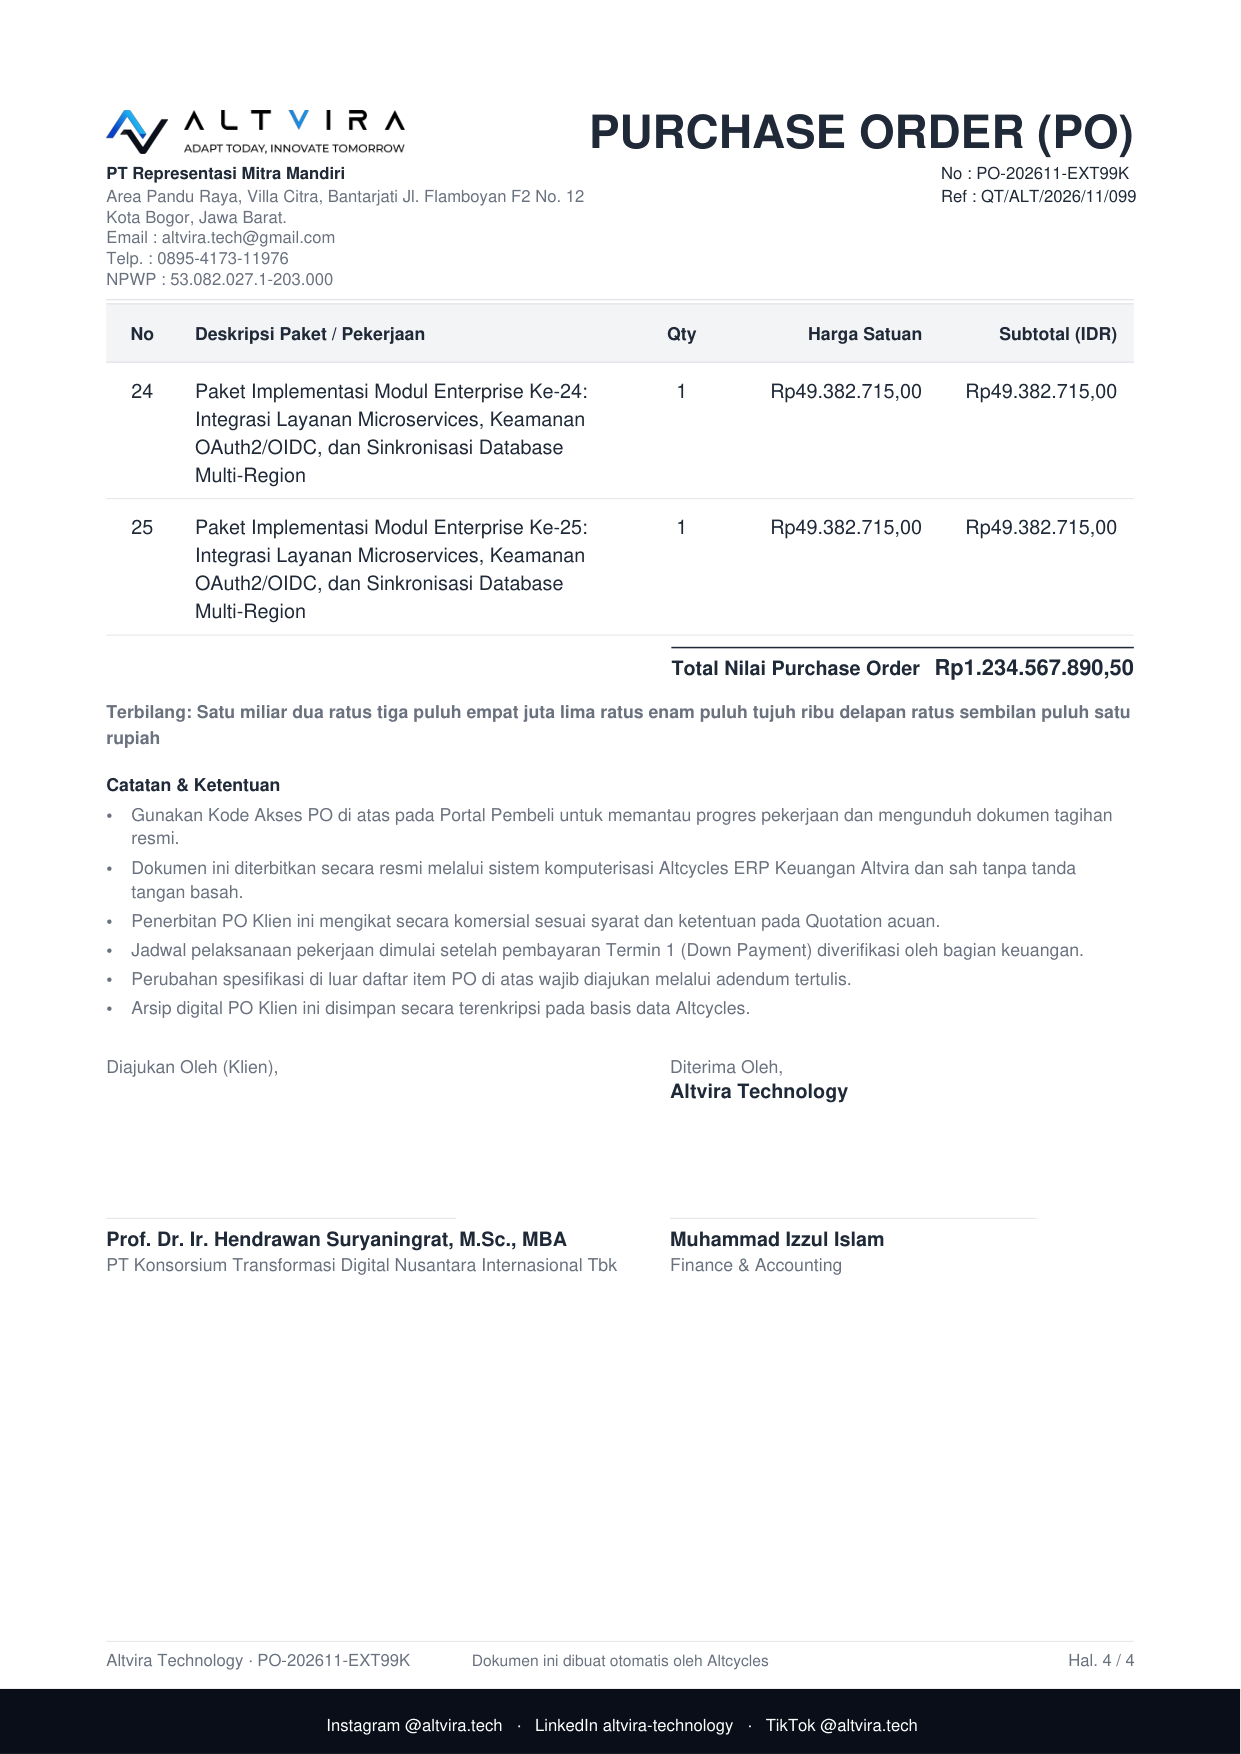 ALTVIRA
ADAPT TODAY, INNOVATE TOMORROW
PURCHASE ORDER (PO)
PT Representasi Mitra Mandiri
No : PO-202611-EXT99K
Area Pandu Raya, Villa Citra, Bantarjati Jl. Flamboyan F2 No. 12
Ref : QT/ALT/2026/11/099
Kota Bogor, Jawa Barat.
Email : altvira.tech@gmail.com
Telp. : 0895-4173-11976
NPWP : 53.082.027.1-203.000
No Deskripsi Paket / Pekerjaan Qty Harga Satuan Subtotal (IDR)
24 Paket Implementasi Modul Enterprise Ke-24: 1 Rp49.382.715,00 Rp49.382.715,00
Integrasi Layanan Microservices, Keamanan
OAuth2/OIDC, dan Sinkronisasi Database
Multi-Region
25 Paket Implementasi Modul Enterprise Ke-25: 1 Rp49.382.715,00 Rp49.382.715,00
Integrasi Layanan Microservices, Keamanan
OAuth2/OIDC, dan Sinkronisasi Database
Multi-Region
Total Nilai Purchase Order Rp1.234.567.890,50
Terbilang: Satu miliar dua ratus tiga puluh empat juta lima ratus enam puluh tujuh ribu delapan ratus sembilan puluh satu
rupiah
Catatan & Ketentuan
• Gunakan Kode Akses PO di atas pada Portal Pembeli untuk memantau progres pekerjaan dan mengunduh dokumen tagihan
resmi.
• Dokumen ini diterbitkan secara resmi melalui sistem komputerisasi Altcycles ERP Keuangan Altvira dan sah tanpa tanda
tangan basah.
• Penerbitan PO Klien ini mengikat secara komersial sesuai syarat dan ketentuan pada Quotation acuan.
• Jadwal pelaksanaan pekerjaan dimulai setelah pembayaran Termin 1 (Down Payment) diverifikasi oleh bagian keuangan.
• Perubahan spesifikasi di luar daftar item PO di atas wajib diajukan melalui adendum tertulis.
• Arsip digital PO Klien ini disimpan secara terenkripsi pada basis data Altcycles.
Diajukan Oleh (Klien),
Diterima Oleh,
Altvira Technology
Prof. Dr. Ir. Hendrawan Suryaningrat, M.Sc., MBA
PT Konsorsium Transformasi Digital Nusantara Internasional Tbk
Muhammad Izzul Islam
Finance & Accounting
Altvira Technology · PO-202611-EXT99K Dokumen ini dibuat otomatis oleh Altcycles Hal. 4 / 4
Instagram @altvira.tech · LinkedIn altvira-technology · TikTok @altvira.tech